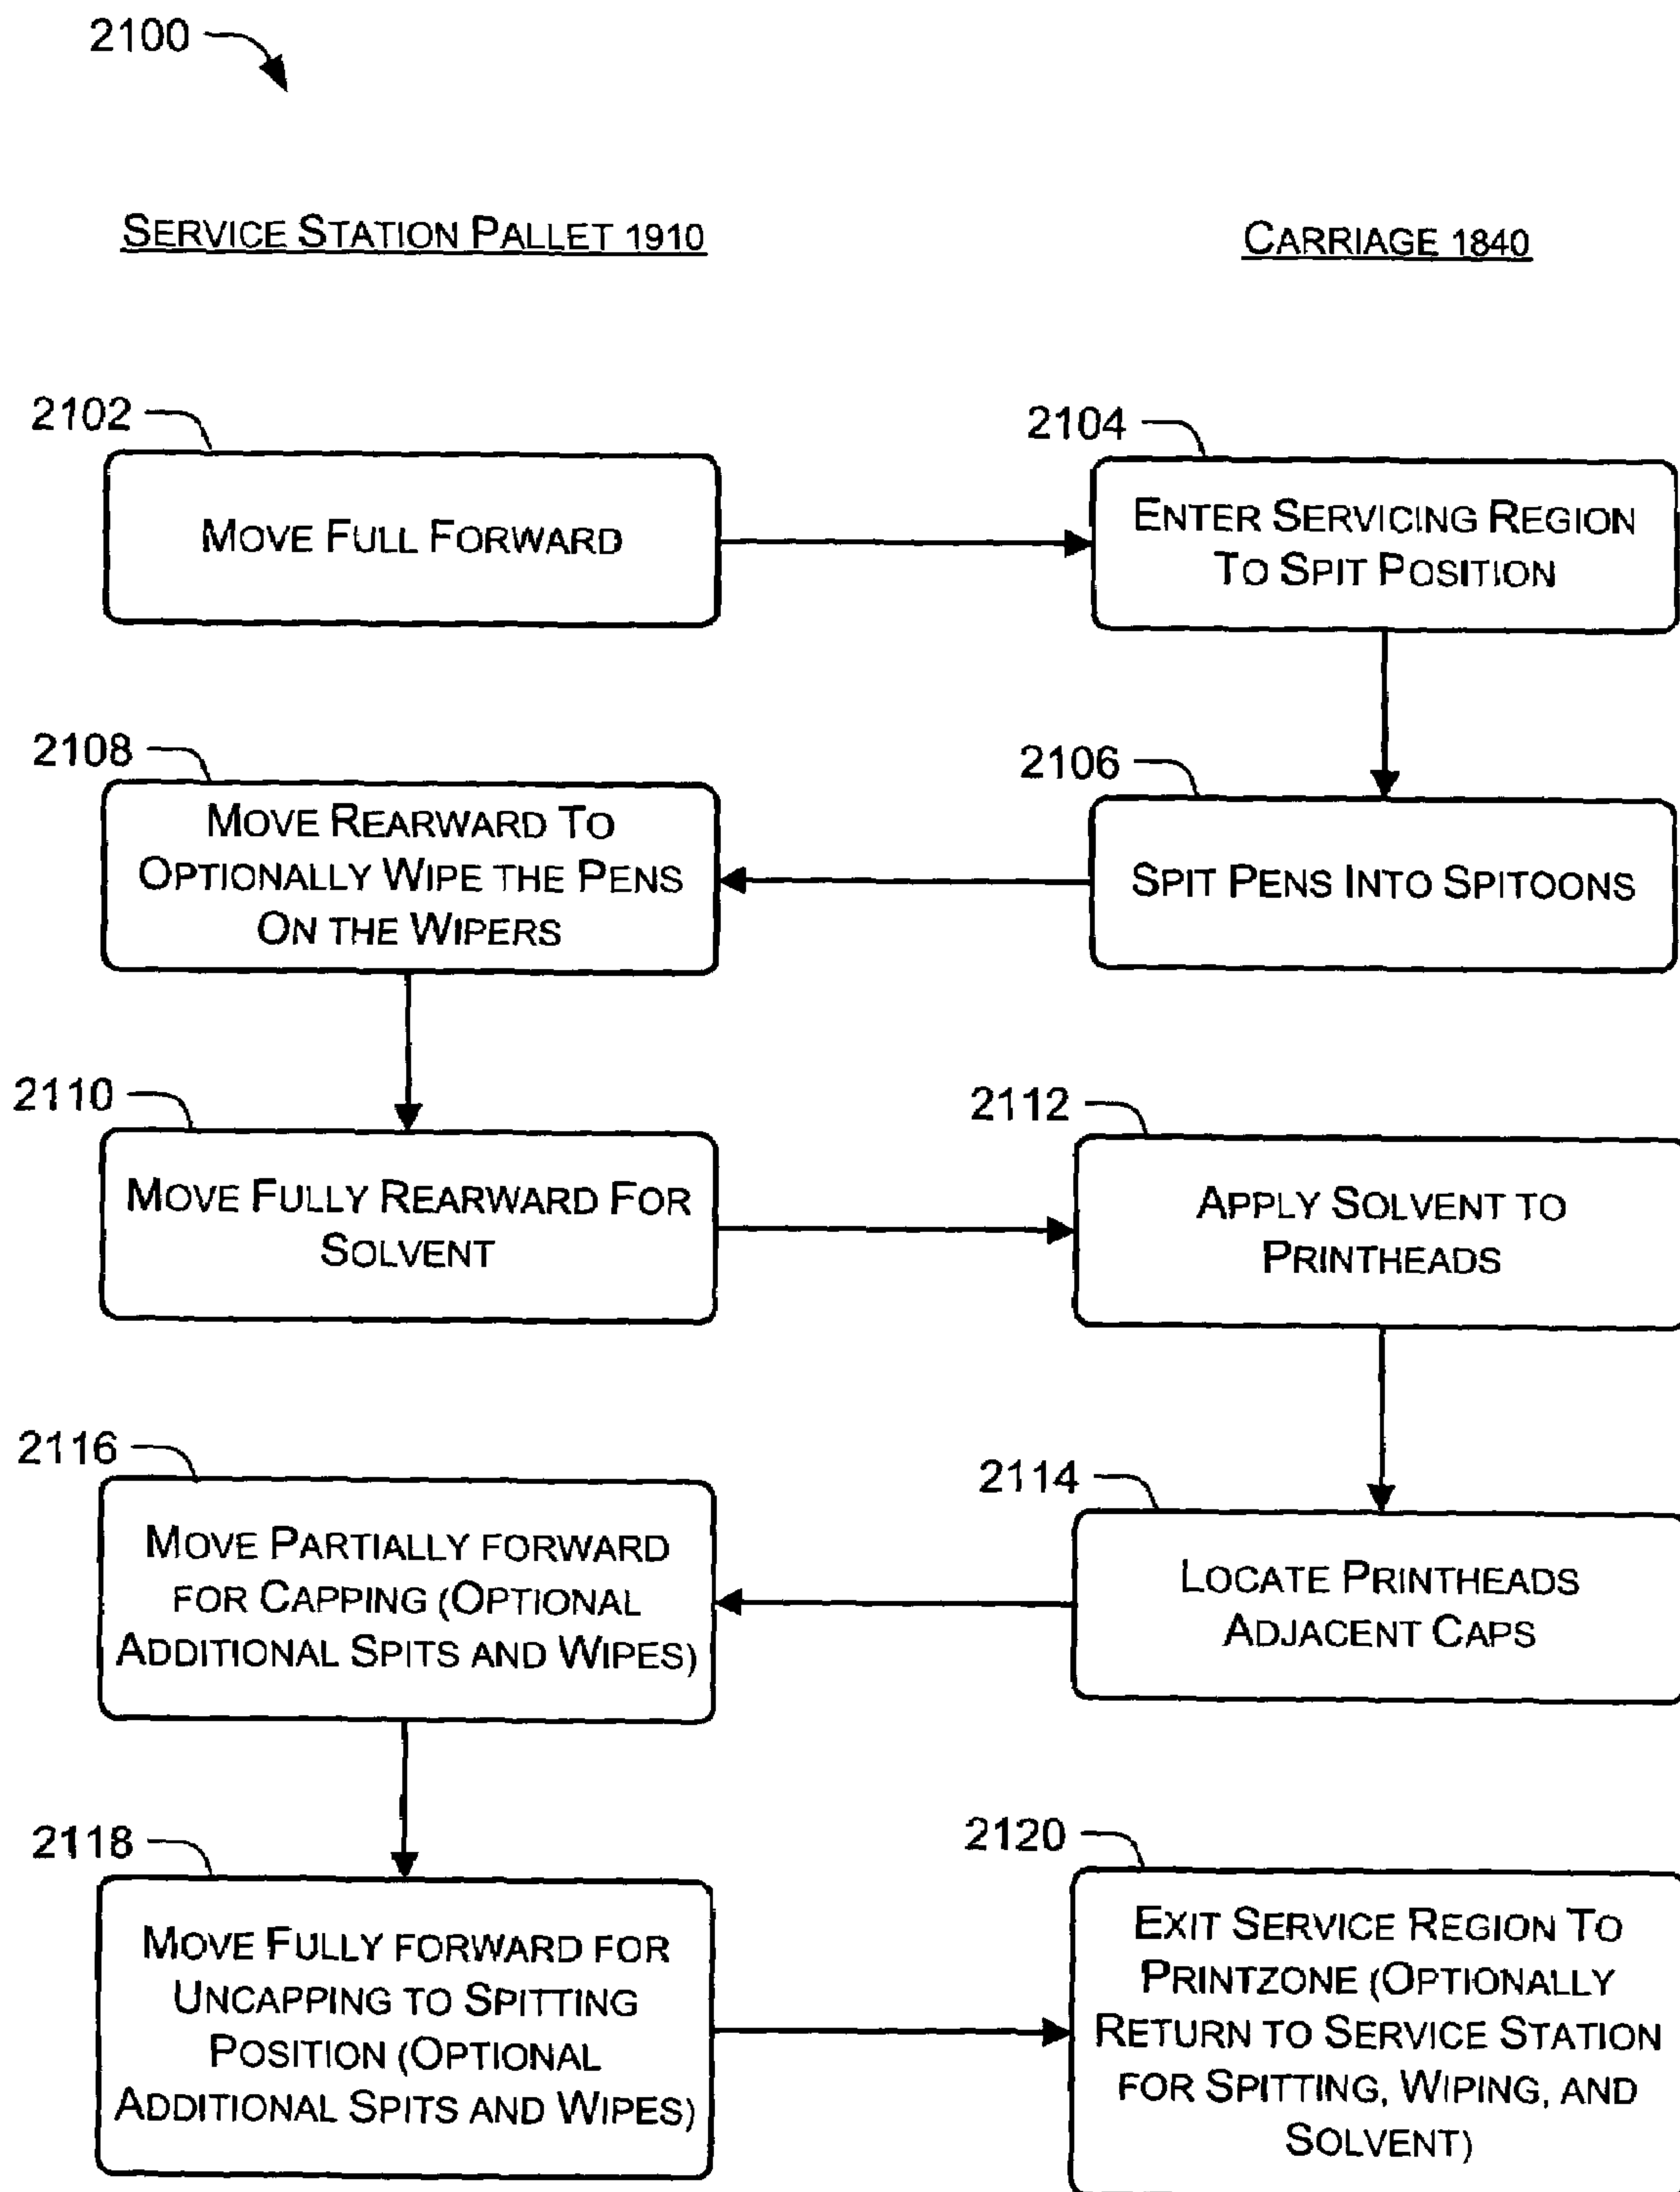 2100
SERVICE STATION PALLET 1910
CARRIAGE 1840
2102
MOVE FULL FORWARD
2104
ENTER SERVICING REGION
TO SPIT POSITION
2106
SPIT PENS INTO SPITOONS
2108
MOVE REARWARD TO
OPTIONALLY WIPE THE PENS
ON THE WIPERS
2110
MOVE FULLY REARWARD FOR
SOLVENT
2112
APPLY SOLVENT TO
PRINTHEADS
2114
LOCATE PRINTHEADS
ADJACENT CAPS
2116
MOVE PARTIALLY FORWARD
FOR CAPPING (OPTIONAL
ADDITIONAL SPITS AND WIPES)
2118
MOVE FULLY FORWARD FOR
UNCAPPING TO SPITTING
POSITION (OPTIONAL
ADDITIONAL SPITS AND WIPES)
2120
EXIT SERVICE REGION TO
PRINTZONE (OPTIONALLY
RETURN TO SERVICE STATION
FOR SPITTING, WIPING, AND
SOLVENT)